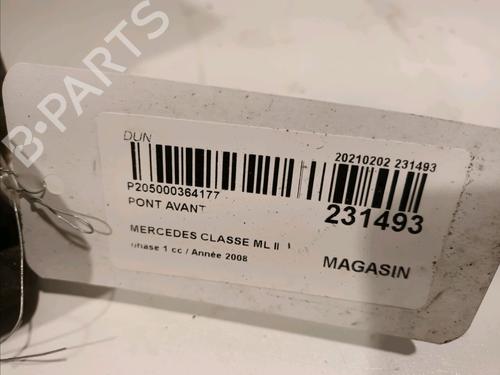 B-PARTS
DUN
20210202 231493
P205000364177
PONT AVANT
231493
MERCEDES CLASSE ML II
phase 1 cc / Année 2008
MAGASIN